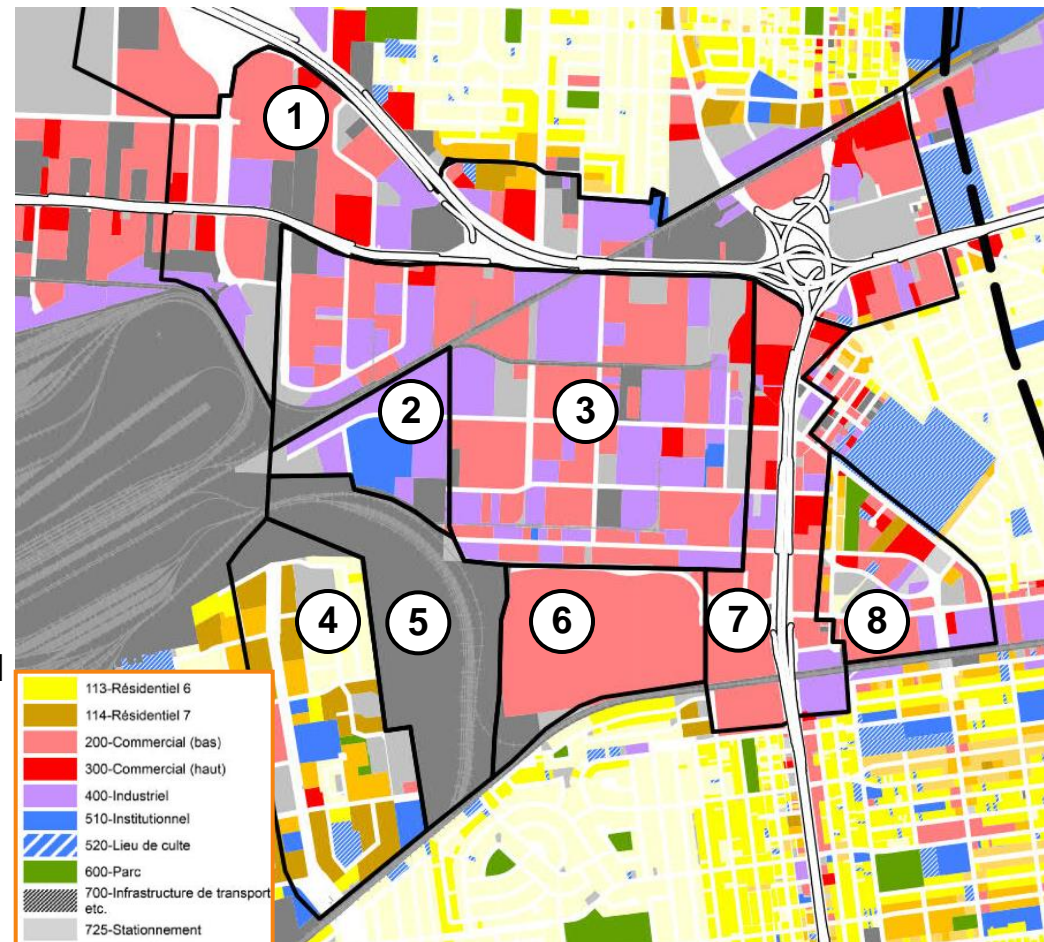 1
2
3
4
5
6
7
8
113-Résidentiel 6
114-Résidentiel 7
200-Commercial (bas)
300-Commercial (haut)
400-Industriel
510-Institutionnel
520-Lieu de culte
600-Parc
700-Infrastructure de transport
etc.
725-Stationnement